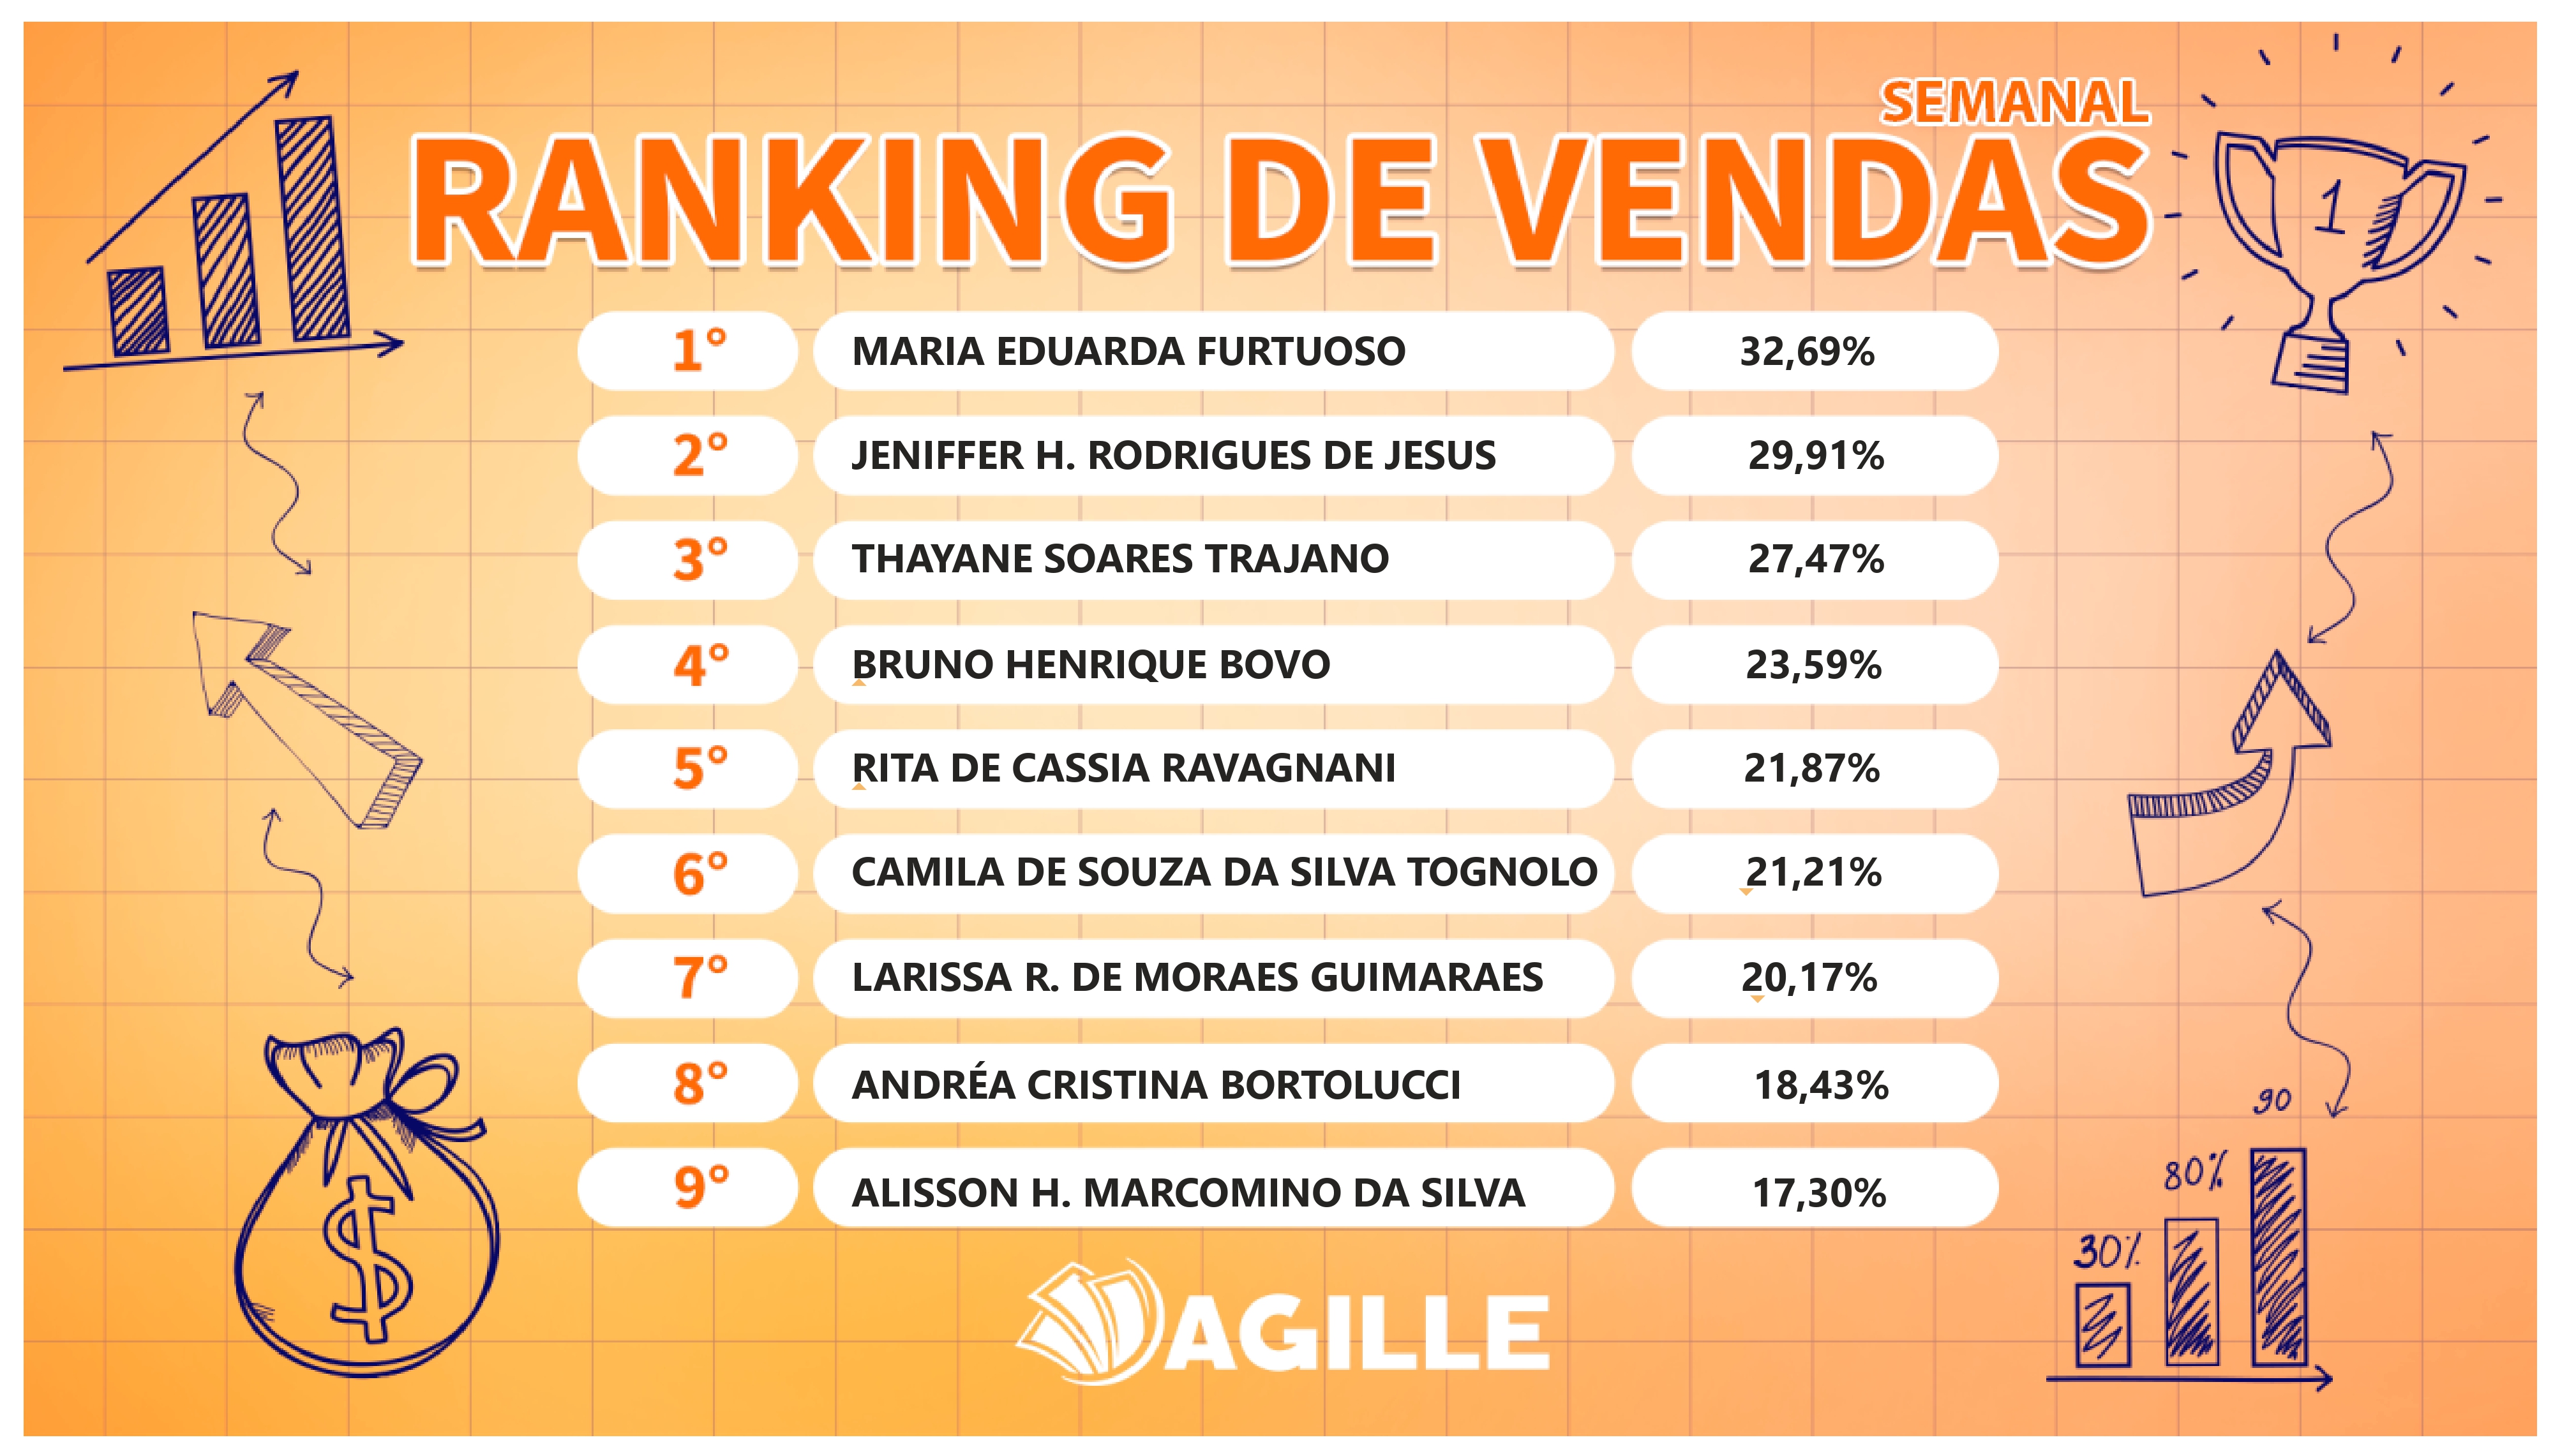 SEMANAL
RANKING DE VENDAS
1
1° MARIA EDUARDA FURTUOSO 32,69%
2° JENIFFER H. RODRIGUES DE JESUS 29,91%
3° THAYANE SOARES TRAJANO 27,47%
4° BRUNO HENRIQUE BOVO 23,59%
5° RITA DE CASSIA RAVAGNANI 21,87%
6° CAMILA DE SOUZA DA SILVA TOGNOLO 21,21%
7° LARISSA R. DE MORAES GUIMARAES 20,17%
8° ANDRÉA CRISTINA BORTOLUCCI 18,43%
9° ALISSON H. MARCOMINO DA SILVA 17,30%
$
30% 80% 90
AGILLE